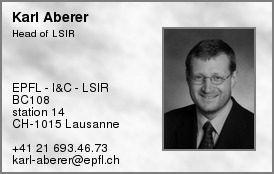 Karl Aberer
Head of LSIR
EPFL - I&C - LSIR
BC108
station 14
CH-1015 Lausanne
+41 21 693.46.73
karl-aberer@epfl.ch